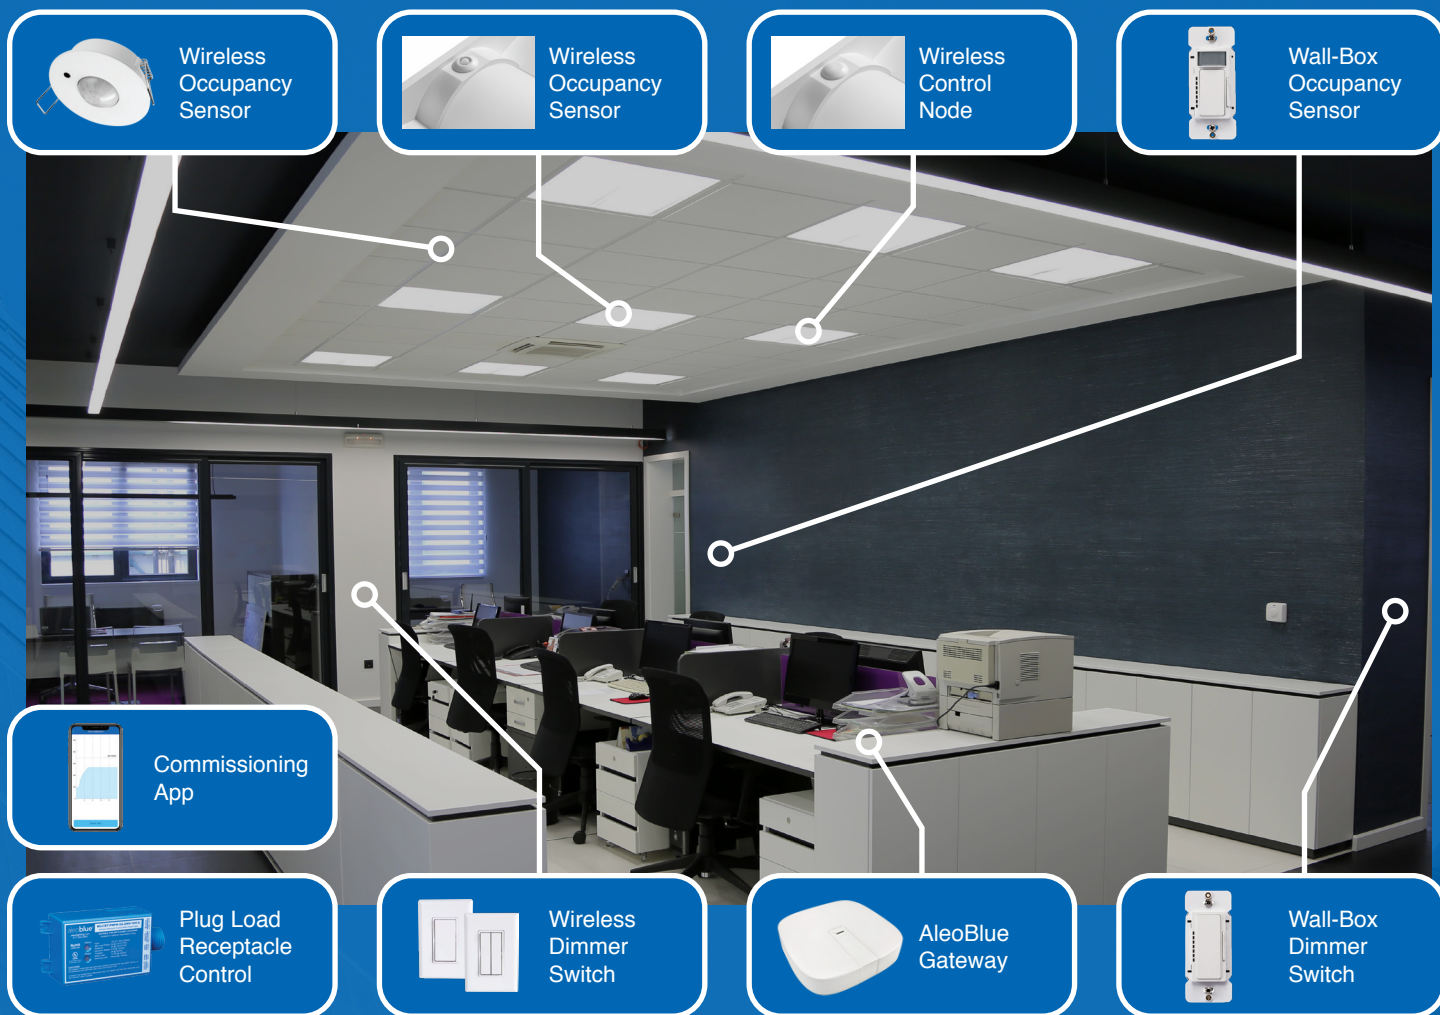 Wireless
Occupancy
Sensor
Wireless
Occupancy
Sensor
Wireless
Control
Node
Wall-Box
Occupancy
Sensor
Commissioning
App
Plug Load
Receptacle
Control
aleoblue
Wireless
Dimmer
Switch
AleoBlue
Gateway
Wall-Box
Dimmer
Switch